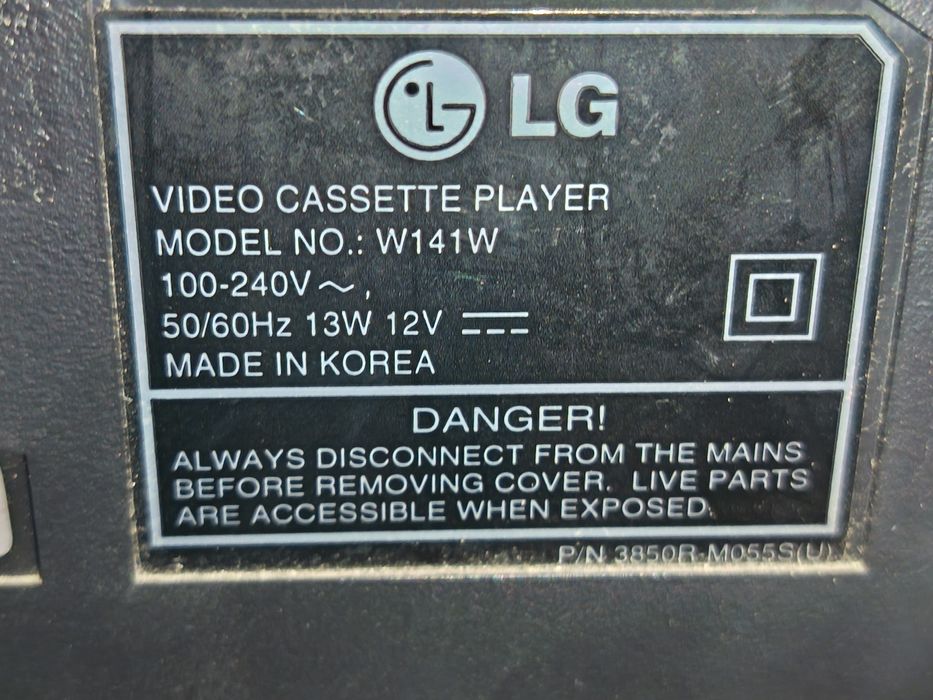 LG
VIDEO CASSETTE PLAYER
MODEL NO.: W141W
100-240V～,
50/60Hz 13W 12V ⎓
MADE IN KOREA
DANGER!
ALWAYS DISCONNECT FROM THE MAINS
BEFORE REMOVING COVER. LIVE PARTS
ARE ACCESSIBLE WHEN EXPOSED.
P/N 3850R-M055S(U)